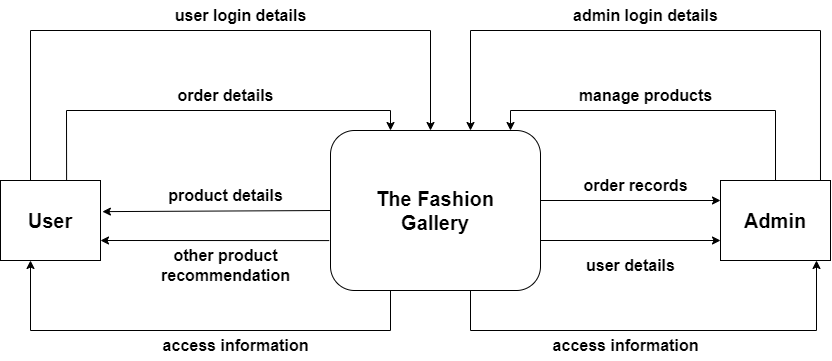 user login details
admin login details
order details
manage products
product details
order records
The Fashion
Gallery
User
Admin
other product
recommendation
user details
access information
access information